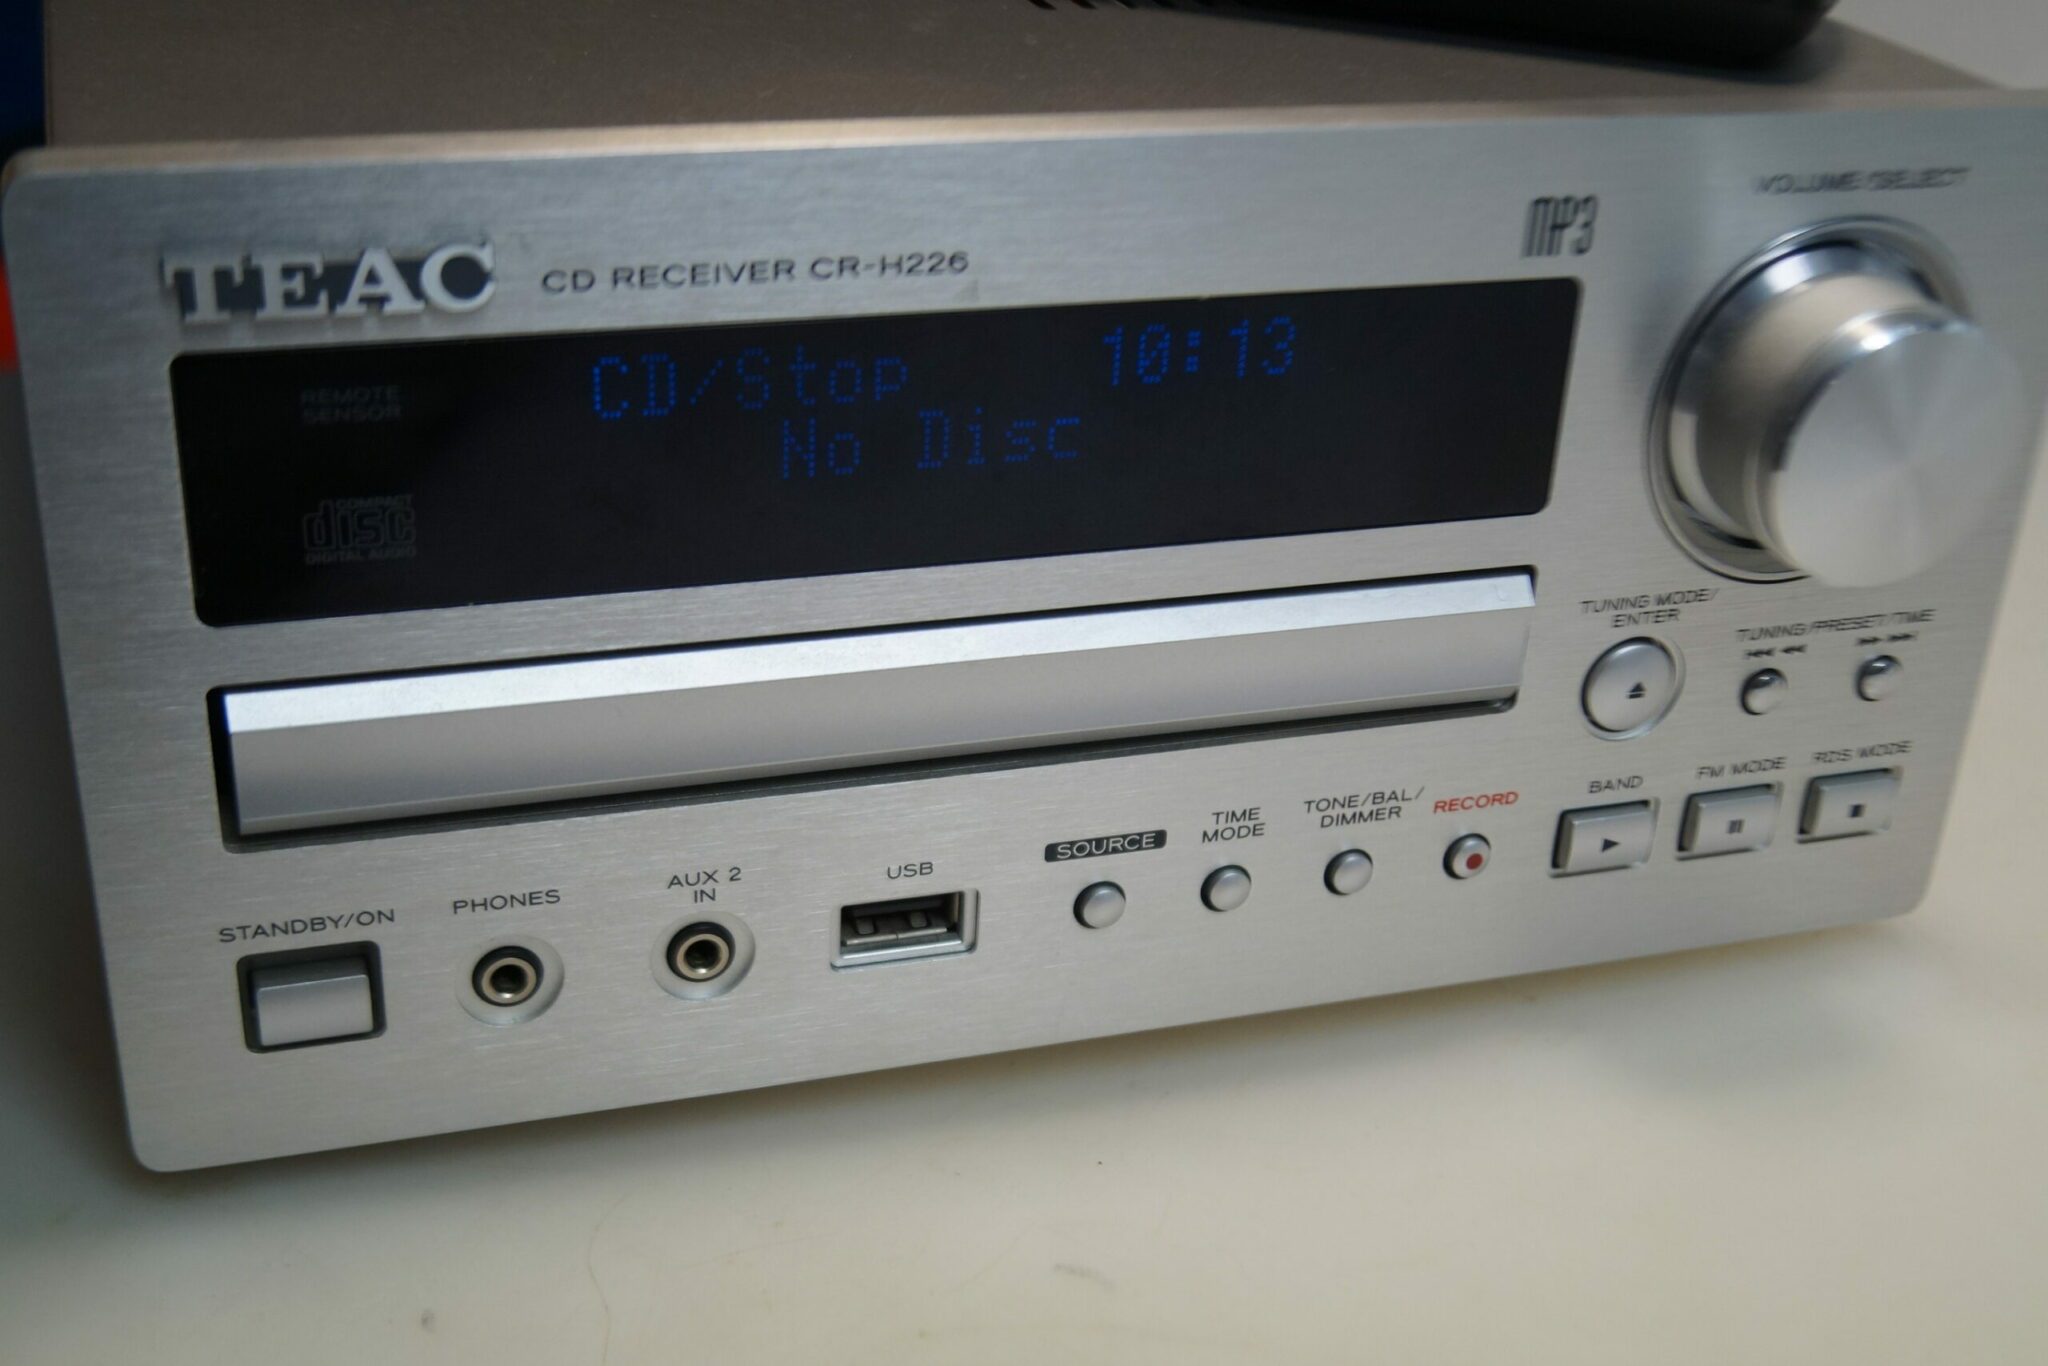 VOLUME/SELECT
MP3
TEAC CD RECEIVER CR-H226
CD/Stop 10:13
No Disc
REMOTE
SENSOR
COMPACT
disc
DIGITAL AUDIO
TUNING MODE/
ENTER
TUNING/PRESET/TIME
BAND
FM MODE
RDS MODE
STANDBY/ON
PHONES
AUX 2
IN
USB
SOURCE
TIME
MODE
TONE/BAL/
DIMMER
RECORD